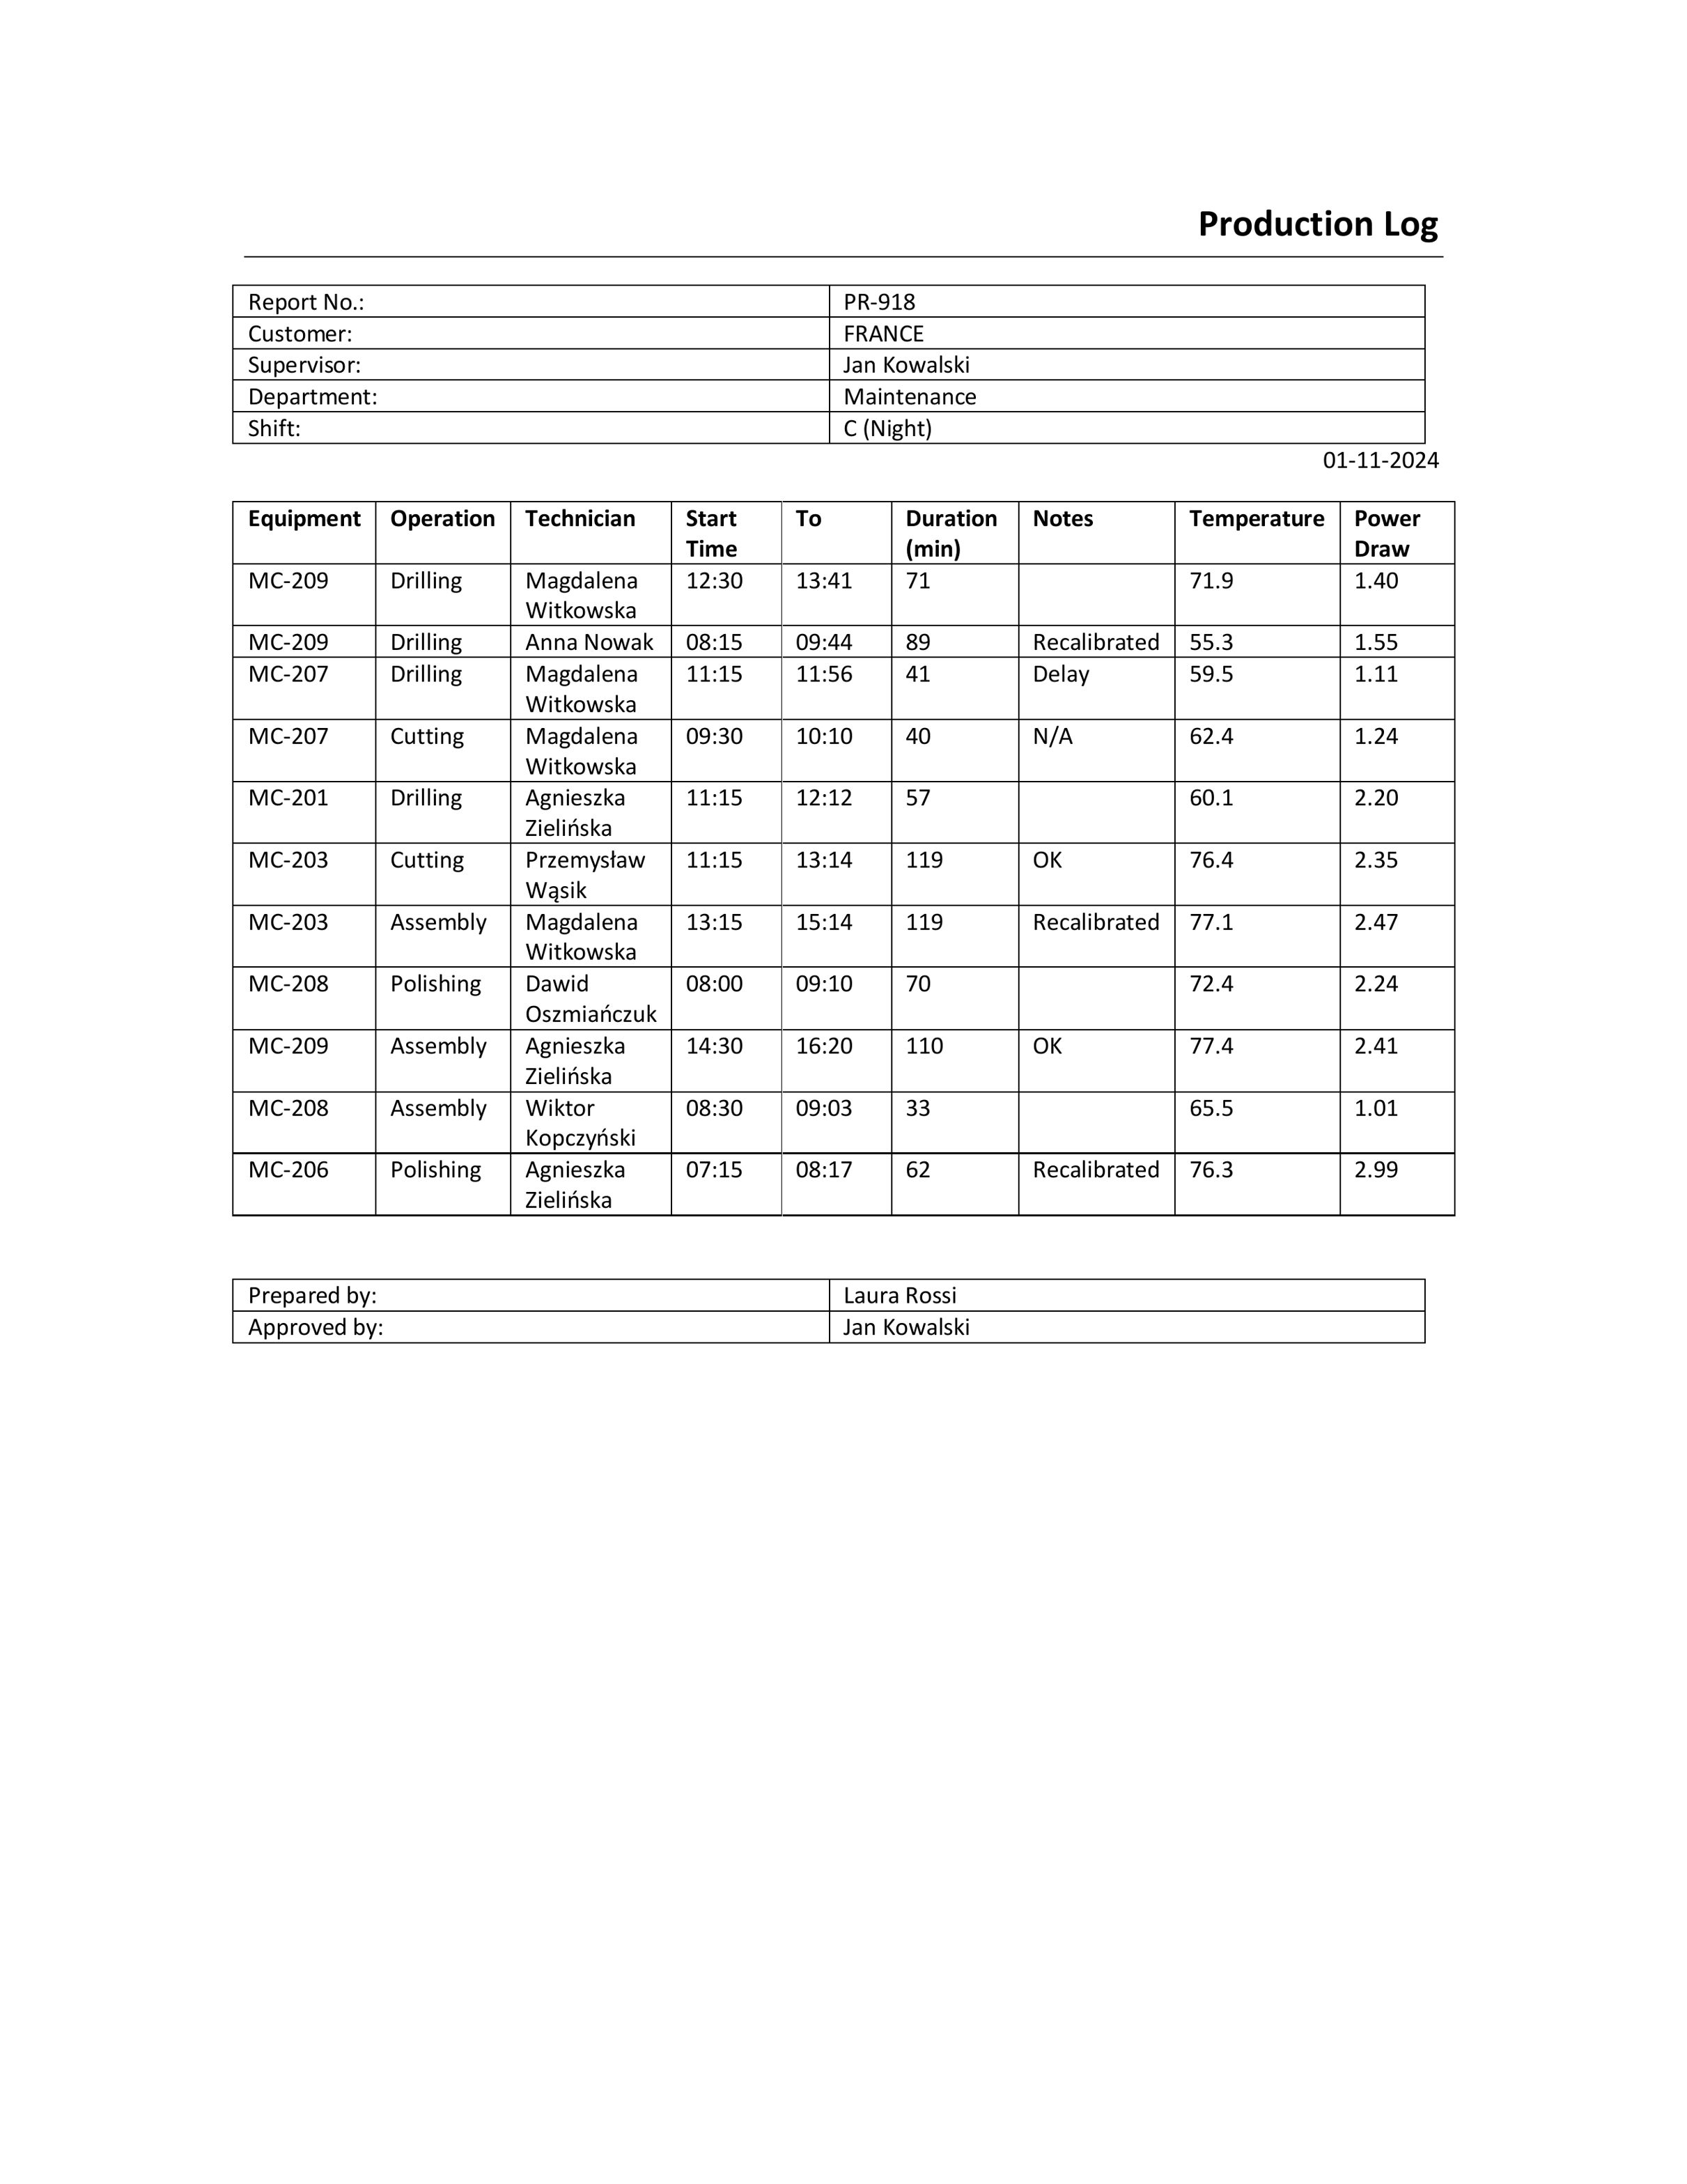 Production Log
Report No.: PR-918
Customer: FRANCE
Supervisor: Jan Kowalski
Department: Maintenance
Shift: C (Night)
01-11-2024
Equipment Operation Technician Start Time To Duration (min) Notes Temperature Power Draw
MC-209 Drilling Magdalena Witkowska 12:30 13:41 71 71.9 1.40
MC-209 Drilling Anna Nowak 08:15 09:44 89 Recalibrated 55.3 1.55
MC-207 Drilling Magdalena Witkowska 11:15 11:56 41 Delay 59.5 1.11
MC-207 Cutting Magdalena Witkowska 09:30 10:10 40 N/A 62.4 1.24
MC-201 Drilling Agnieszka Zielińska 11:15 12:12 57 60.1 2.20
MC-203 Cutting Przemysław Wąsik 11:15 13:14 119 OK 76.4 2.35
MC-203 Assembly Magdalena Witkowska 13:15 15:14 119 Recalibrated 77.1 2.47
MC-208 Polishing Dawid Oszmiańczuk 08:00 09:10 70 72.4 2.24
MC-209 Assembly Agnieszka Zielińska 14:30 16:20 110 OK 77.4 2.41
MC-208 Assembly Wiktor Kopczyński 08:30 09:03 33 65.5 1.01
MC-206 Polishing Agnieszka Zielińska 07:15 08:17 62 Recalibrated 76.3 2.99
Prepared by: Laura Rossi
Approved by: Jan Kowalski